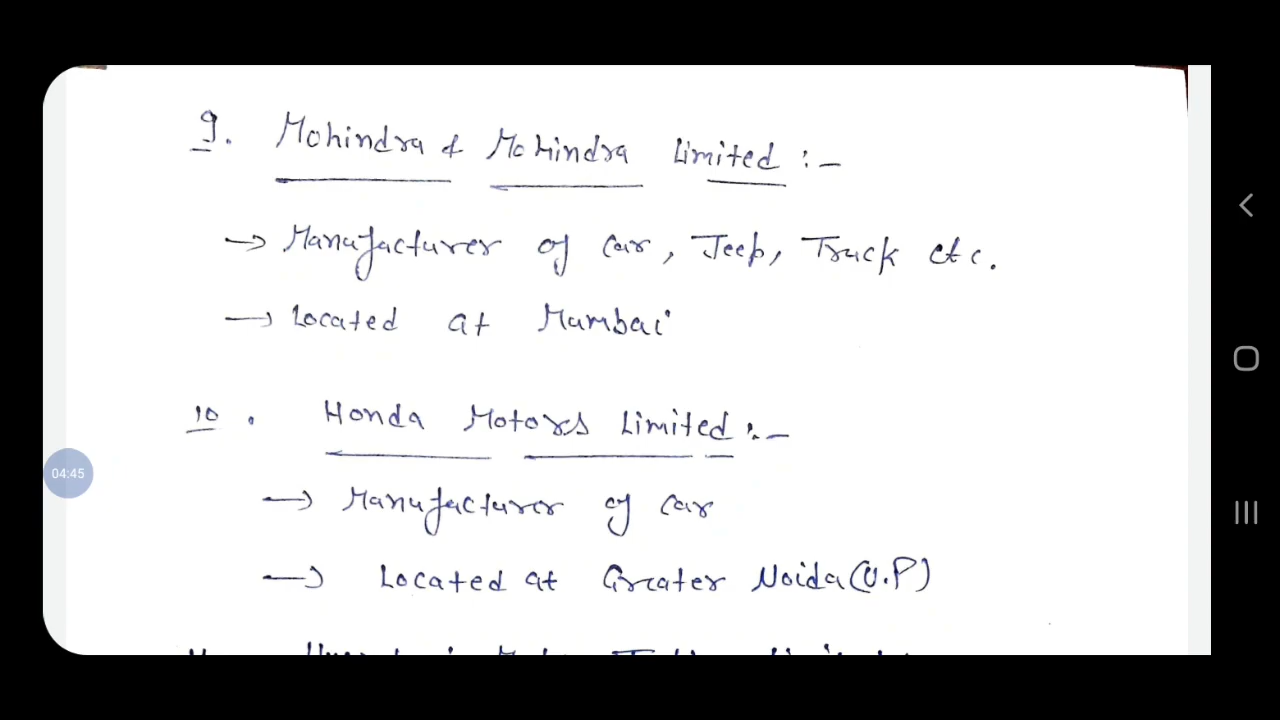 9. Mohindra & Mohindra Limited :-
→ Manufacturer of Car, Jeep, Truck etc.
→ Located at Mumbai
10. Honda Motors Limited :-
→ Manufacturer of Car
04:45
→ Located at Greater Noida (U.P)
Limited